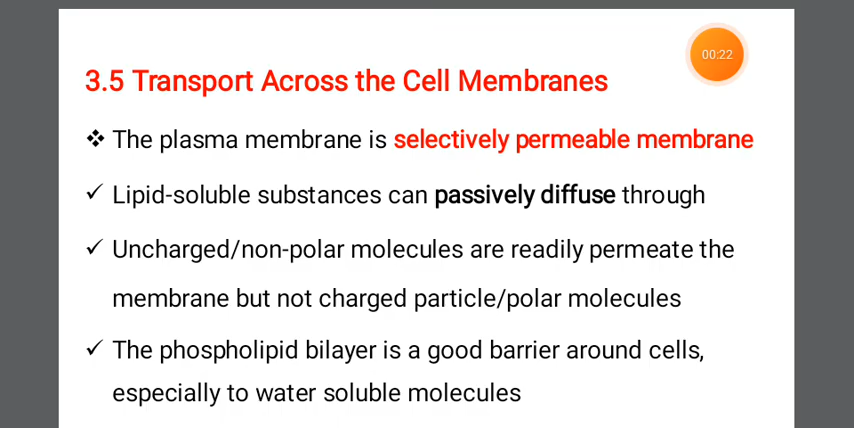 00:22
3.5 Transport Across the Cell Membranes
❖ The plasma membrane is selectively permeable membrane
✓ Lipid-soluble substances can passively diffuse through
✓ Uncharged/non-polar molecules are readily permeate the
membrane but not charged particle/polar molecules
✓ The phospholipid bilayer is a good barrier around cells,
especially to water soluble molecules